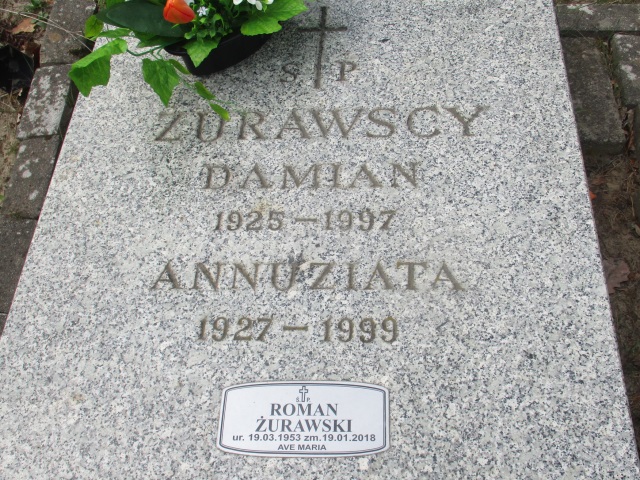 Ś P
ŻURAWSCY
DAMIAN
1925-1997
ANNUZIATA
1927-1999
Ś. P.
ROMAN
ŻURAWSKI
ur. 19.03.1953 zm.19.01.2018
AVE MARIA